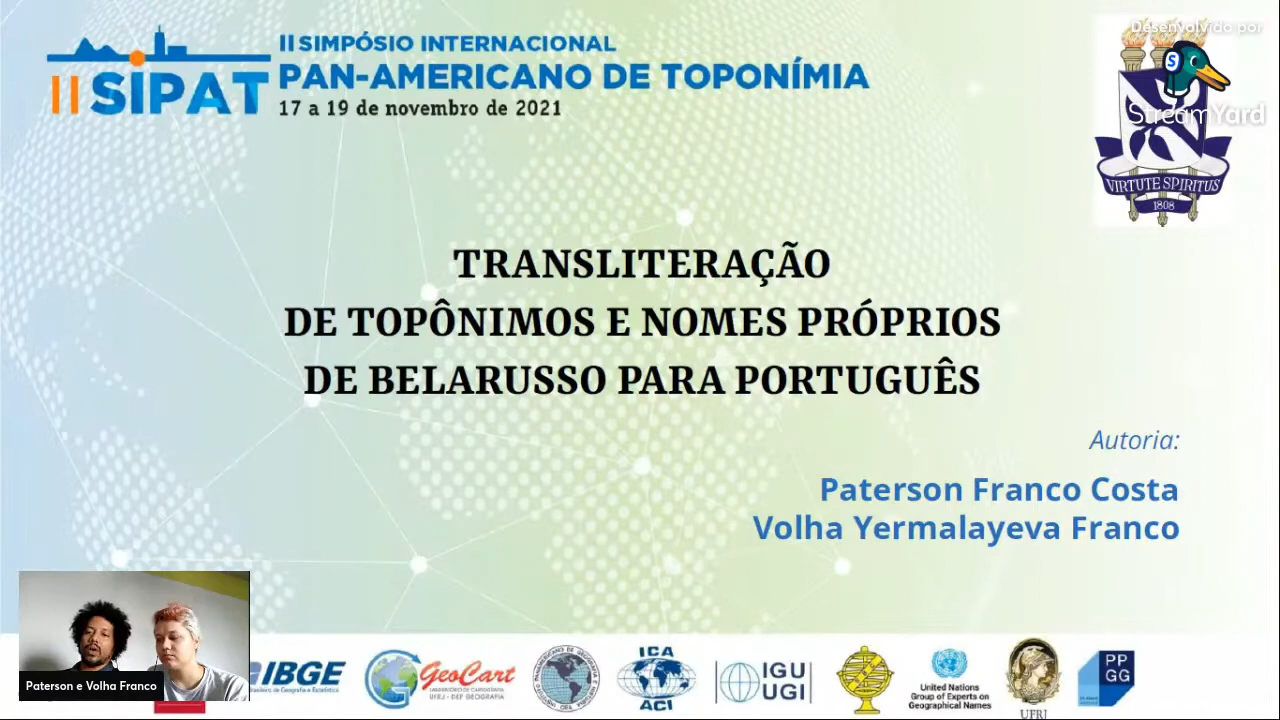 II SIMPÓSIO INTERNACIONAL
II SIPAT PAN-AMERICANO DE TOPONÍMIA
17 a 19 de novembro de 2021
Desenvolvido por
StreamYard
VIRTUTE SPIRITUS
1808
TRANSLITERAÇÃO
DE TOPÔNIMOS E NOMES PRÓPRIOS
DE BELARUSSO PARA PORTUGUÊS
Autoria:
Paterson Franco Costa
Volha Yermalayeva Franco
Paterson e Volha Franco
IBGE
GeoCart
ICA
ACI
IGU
UGI
United Nations
Group of Experts on
Geographical Names
UFRJ
PP
GG